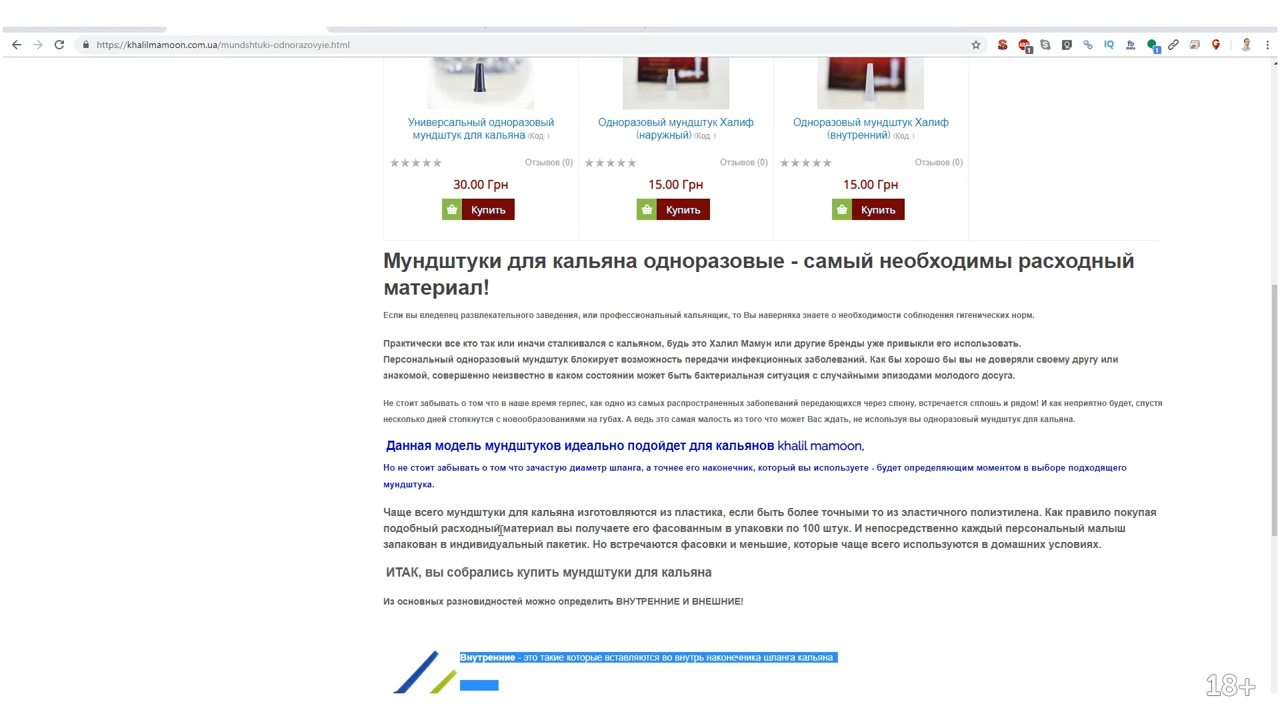 https://khalilmamoon.com.ua/mundshtuki-odnorazovyie.html
Универсальный одноразовый мундштук для кальяна (Код: )
Одноразовый мундштук Халиф (наружный) (Код: )
Одноразовый мундштук Халиф (внутренний) (Код: )
Отзывов (0)
Отзывов (0)
Отзывов (0)
30.00 Грн
15.00 Грн
15.00 Грн
Купить
Купить
Купить
Мундштуки для кальяна одноразовые - самый необходимы расходный
материал!
Если вы вледелец развлекательного заведения, или профессиональный кальянщик, то Вы наверняка знаете о необходимости соблюдения гигенических норм.
Практически все кто так или иначи сталкивался с кальяном, будь это Халил Мамун или другие бренды уже привыкли его использовать.
Персональный одноразовый мундштук блокирует возможность передачи инфекционных заболеваний. Как бы хорошо бы вы не доверяли своему другу или
знакомой, совершенно неизвестно в каком состоянии может быть бактериальная ситуация с случайными эпизодами молодого досуга.
Не стоит забывать о том что в наше время герпес, как одно из самых распространенных заболеваний передающихся через слюну, встречается сплошь и рядом! И как неприятно будет, спустя
несколько дней столкнутся с новообразованиями на губах. А ведь это самая малость из того что может Вас ждать, не используя вы одноразовый мундштук для кальяна.
Данная модель мундштуков идеально подойдет для кальянов khalil mamoon,
Но не стоит забывать о том что зачастую диаметр шланга, а точнее его наконечник, который вы используете - будет определяющим моментом в выборе подходящего
мундштука.
Чаще всего мундштуки для кальяна изготовляются из пластика, если быть более точными то из эластичного полиэтилена. Как правило покупая
подобный расходный материал вы получаете его фасованным в упаковки по 100 штук. И непосредственно каждый персональный малыш
запакован в индивидуальный пакетик. Но встречаются фасовки и меньшие, которые чаще всего используются в домашних условиях.
ИТАК, вы собрались купить мундштуки для кальяна
Из основных разновидностей можно определить ВНУТРЕННИЕ И ВНЕШНИЕ!
Внутренние - это такие которые вставляются во внутрь наконечника шланга кальяна
18+